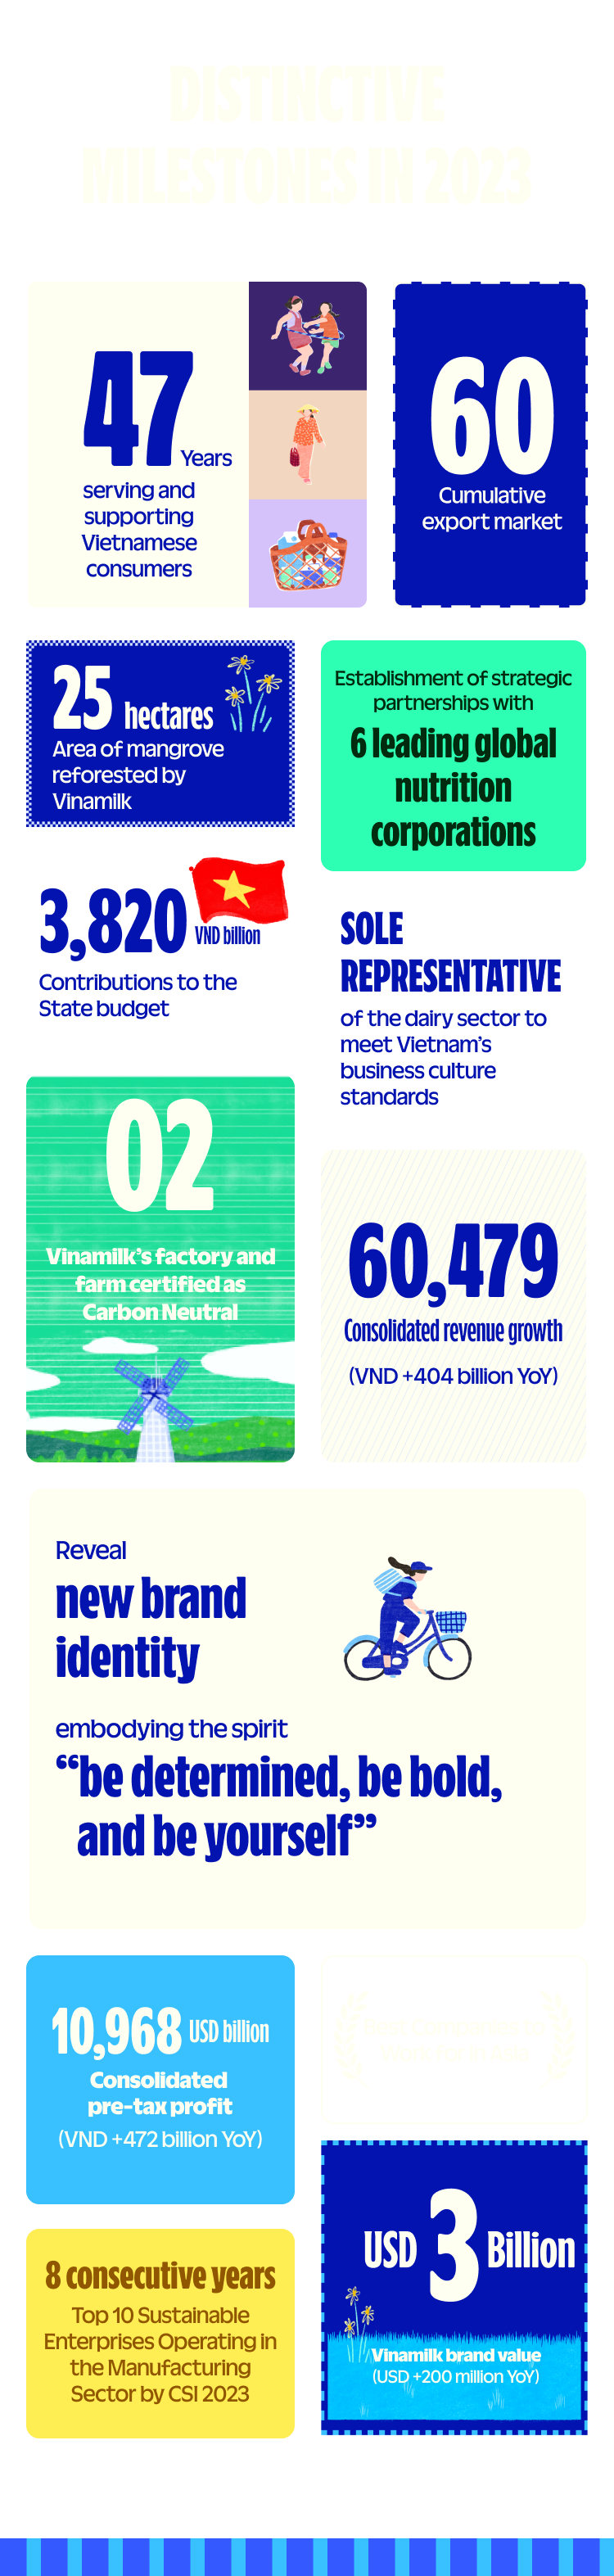 DISTINCTIVE
MILESTONES IN 2023
47 Years
serving and
supporting
Vietnamese
consumers
60
Cumulative
export market
25 hectares
Area of mangrove
reforested by
Vinamilk
Establishment of strategic
partnerships with
6 leading global
nutrition
corporations
3,820 VND billion
Contributions to the
State budget
SOLE
REPRESENTATIVE
of the dairy sector to
meet Vietnam’s
business culture
standards
02
Vinamilk’s factory and
farm certified as
Carbon Neutral
60,479
Consolidated revenue growth
(VND +404 billion YoY)
Reveal
new brand
identity
embodying the spirit
“be determined, be bold,
and be yourself”
10,968 USD billion
Consolidated
pre-tax profit
(VND +472 billion YoY)
USD 3 Billion
Vinamilk brand value
(USD +200 million YoY)
8 consecutive years
Top 10 Sustainable
Enterprises Operating in
the Manufacturing
Sector by CSI 2023